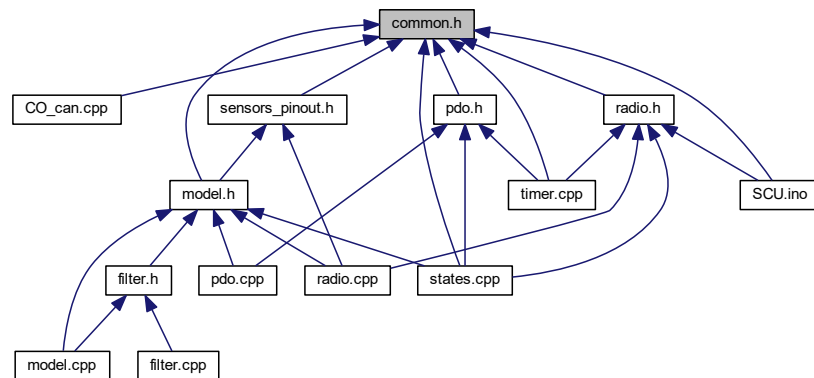 common.h
CO_can.cpp
sensors_pinout.h
pdo.h
radio.h
model.h
timer.cpp
SCU.ino
filter.h
pdo.cpp
radio.cpp
states.cpp
model.cpp
filter.cpp